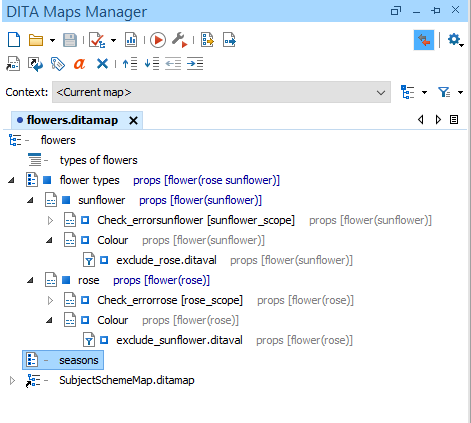 DITA Maps Manager
Context: <Current map>
flowers.ditamap
flowers
types of flowers
flower types props [flower(rose sunflower)]
sunflower props [flower(sunflower)]
Check_errorsunflower [sunflower_scope] props [flower(sunflower)]
Colour props [flower(sunflower)]
exclude_rose.ditaval props [flower(sunflower)]
rose props [flower(rose)]
Check_errorrose [rose_scope] props [flower(rose)]
Colour props [flower(rose)]
exclude_sunflower.ditaval props [flower(rose)]
seasons
SubjectSchemeMap.ditamap